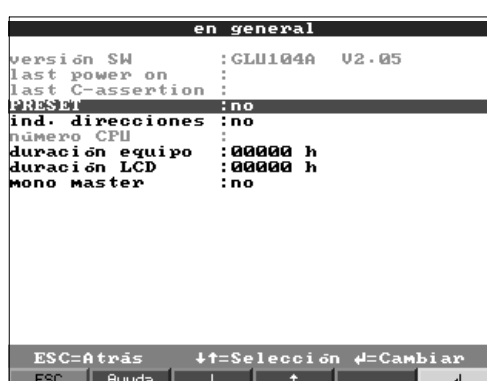 en general
versión SW :GLU104A V2.05
last power on :
last C-assertion :
PRESET :no
ind. direcciones :no
número CPU :
duración equipo :00000 h
duración LCD :00000 h
mono master :no
ESC=Atrás ↓↑=Selección ↲=Cambiar
ESC Ayuda ↓ ↑ ↲